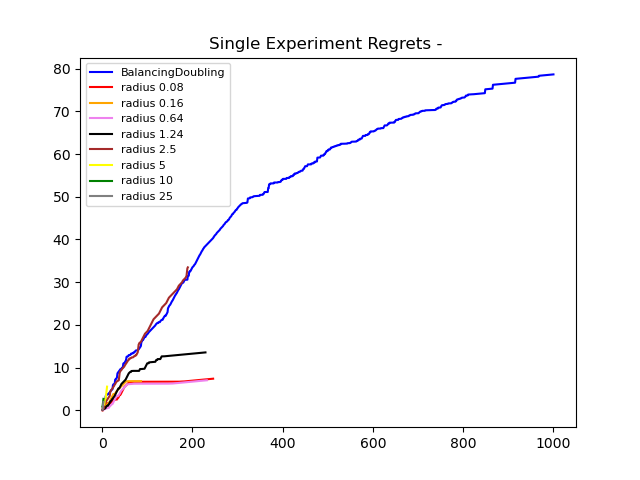 Single Experiment Regrets -
BalancingDoubling
radius 0.08
radius 0.16
radius 0.64
radius 1.24
radius 2.5
radius 5
radius 10
radius 25
80
70
60
50
40
30
20
10
0
0 200 400 600 800 1000